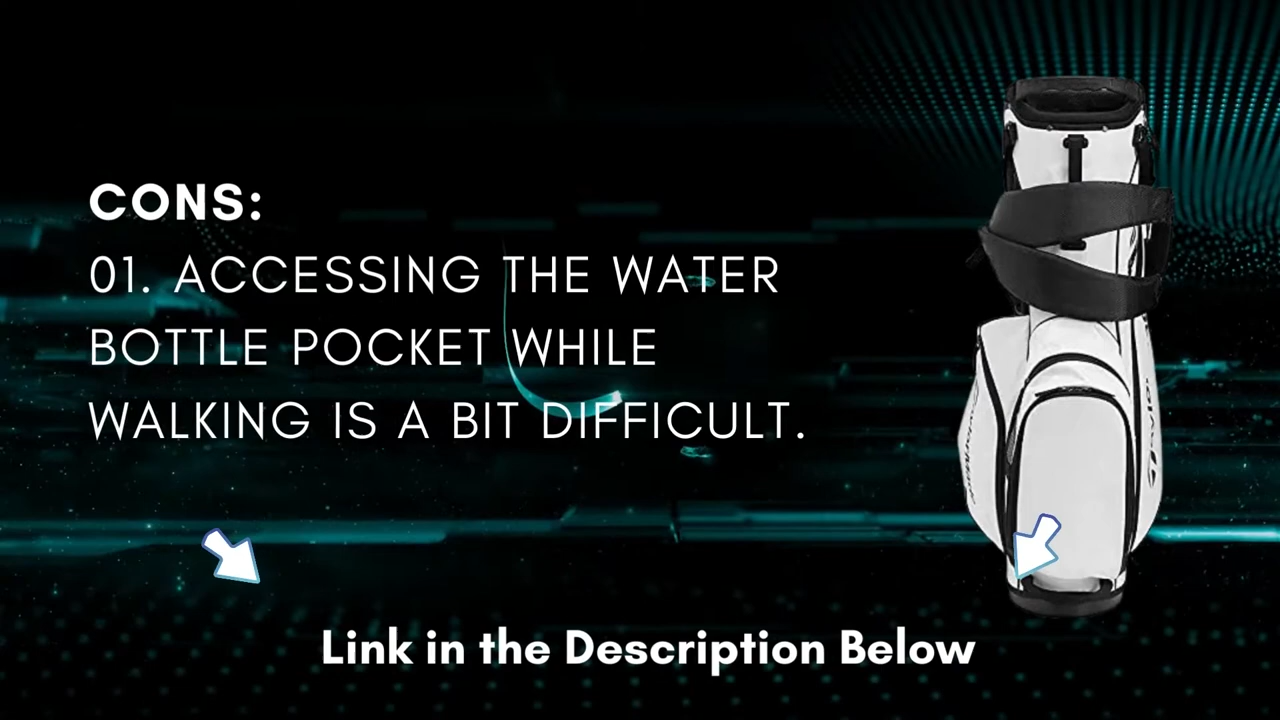 CONS:
01. ACCESSING THE WATER
BOTTLE POCKET WHILE
WALKING IS A BIT DIFFICULT.
Link in the Description Below